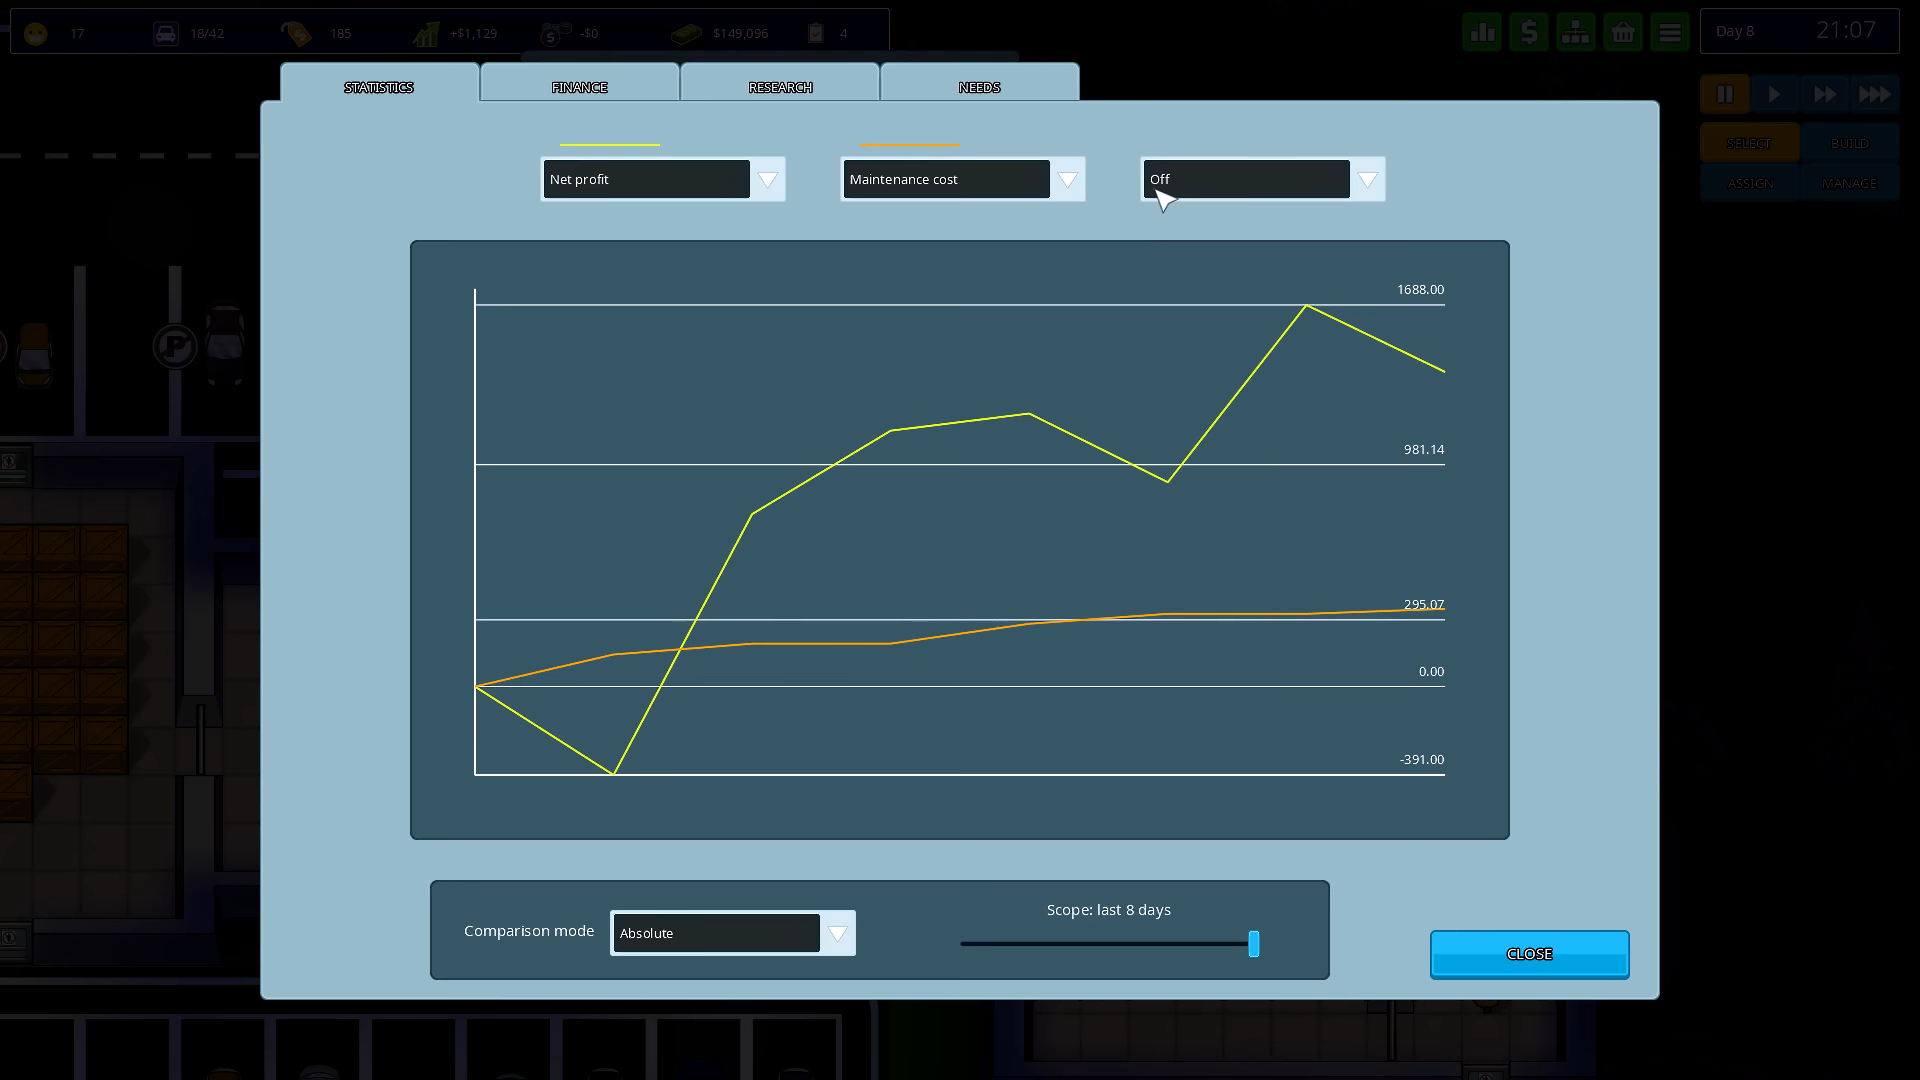 17 18/42 185 +$1,129 -$0 $149,096 4 Day 8 21:07
STATISTICS FINANCE RESEARCH NEEDS
SELECT BUILD
ASSIGN MANAGE
Net profit Maintenance cost Off
1688.00
981.14
295.07
0.00
-391.00
Scope: last 8 days
Comparison mode Absolute
CLOSE